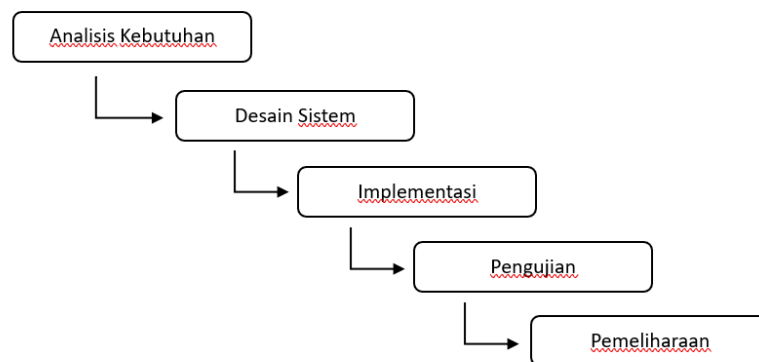 Analisis Kebutuhan
Desain Sistem
Implementasi
Pengujian
Pemeliharaan